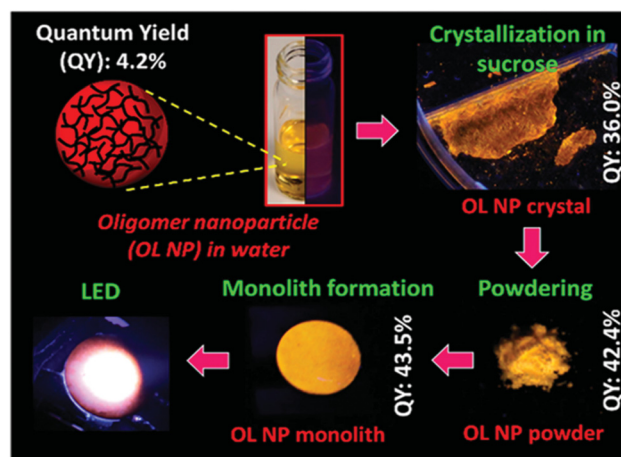 Quantum Yield
(QY): 4.2%
Crystallization in
sucrose
QY: 36.0%
Oligomer nanoparticle
(OL NP) in water
OL NP crystal
LED
Monolith formation
Powdering
QY: 43.5%
QY: 42.4%
OL NP monolith
OL NP powder